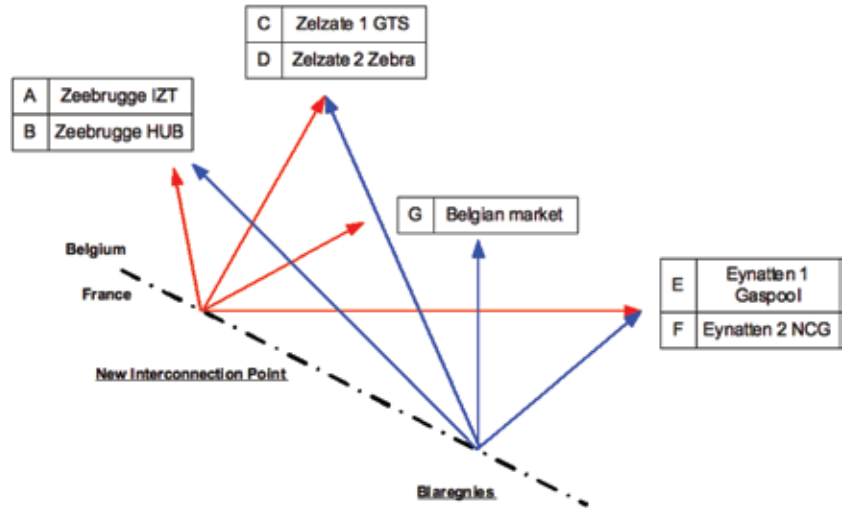 C Zelzate 1 GTS
D Zelzate 2 Zebra
A Zeebrugge IZT
B Zeebrugge HUB
G Belgian market
Belgium
France
E Eynatten 1
Gaspool
F Eynatten 2 NCG
New Interconnection Point
Blaregnies